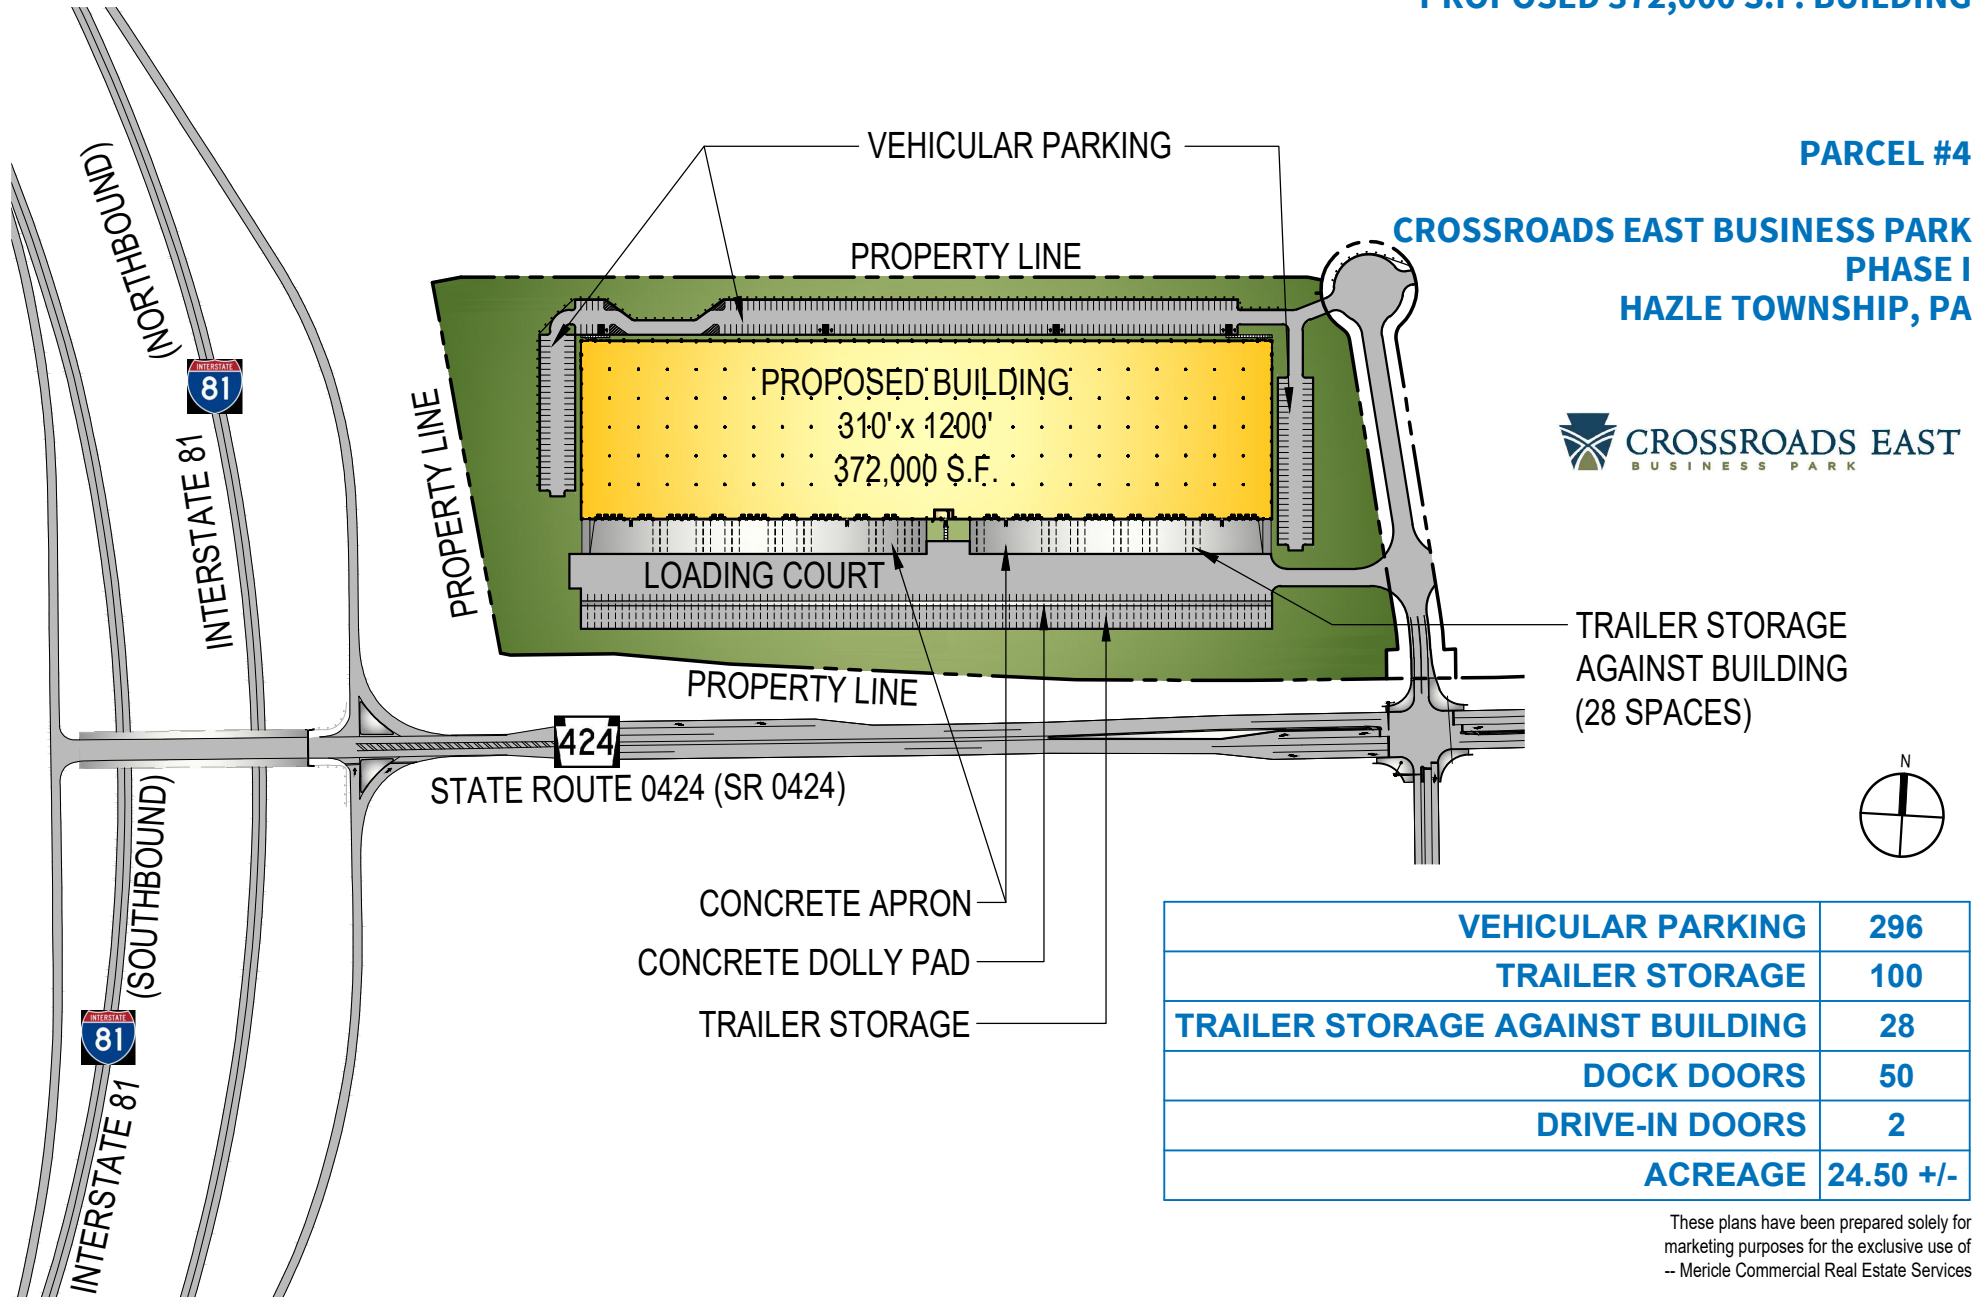 PROPOSED 372,000 S.F. BUILDING
PARCEL #4
CROSSROADS EAST BUSINESS PARK
PHASE I
HAZLE TOWNSHIP, PA
CROSSROADS EAST
BUSINESS PARK
VEHICULAR PARKING
PROPERTY LINE
(NORTHBOUND)
INTERSTATE
81
INTERSTATE 81
PROPERTY LINE
PROPOSED BUILDING
310' x 1200'
372,000 S.F.
LOADING COURT
TRAILER STORAGE
AGAINST BUILDING
(28 SPACES)
PROPERTY LINE
424
STATE ROUTE 0424 (SR 0424)
N
(SOUTHBOUND)
INTERSTATE
81
INTERSTATE 81
CONCRETE APRON
CONCRETE DOLLY PAD
TRAILER STORAGE
VEHICULAR PARKING 296
TRAILER STORAGE 100
TRAILER STORAGE AGAINST BUILDING 28
DOCK DOORS 50
DRIVE-IN DOORS 2
ACREAGE 24.50 +/-
These plans have been prepared solely for
marketing purposes for the exclusive use of
-- Mericle Commercial Real Estate Services